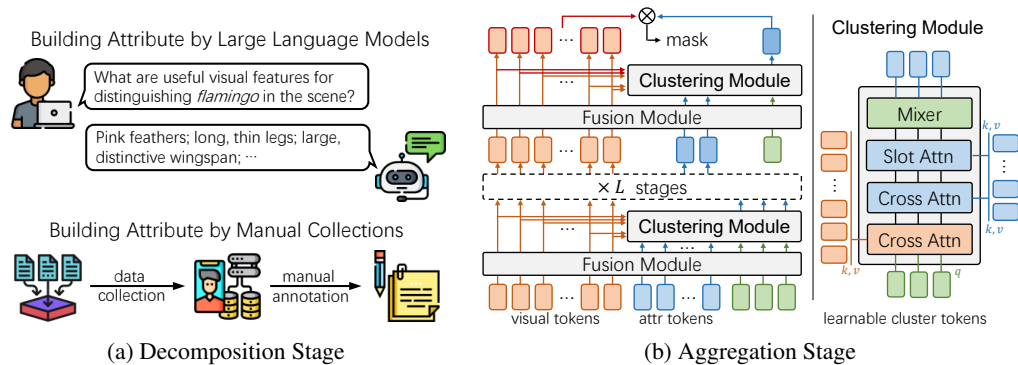 Building Attribute by Large Language Models
What are useful visual features for
distinguishing flamingo in the scene?
Pink feathers; long, thin legs; large,
distinctive wingspan; ···
Building Attribute by Manual Collections
data
collection
manual
annotation
(a) Decomposition Stage
···
mask
Clustering Module
Fusion Module
···
× L stages
Clustering Module
···
Fusion Module
···
···
visual tokens
attr tokens
(b) Aggregation Stage
Clustering Module
Mixer
k, v
Slot Attn
Cross Attn
k, v
Cross Attn
k, v
q
learnable cluster tokens